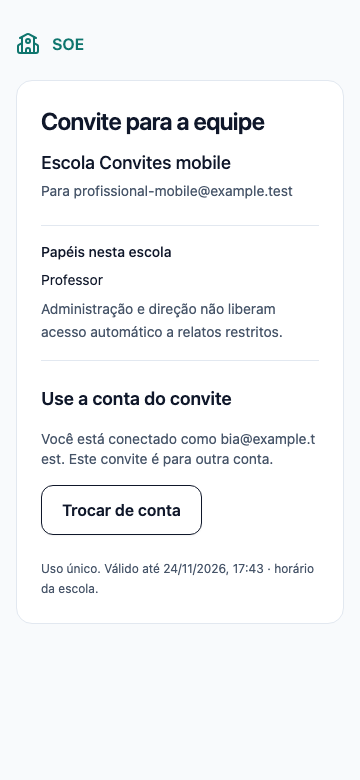 SOE
Convite para a equipe
Escola Convites mobile
Para profissional-mobile@example.test
Papéis nesta escola
Professor
Administração e direção não liberam
acesso automático a relatos restritos.
Use a conta do convite
Você está conectado como bia@example.t
est. Este convite é para outra conta.
Trocar de conta
Uso único. Válido até 24/11/2026, 17:43 · horário
da escola.